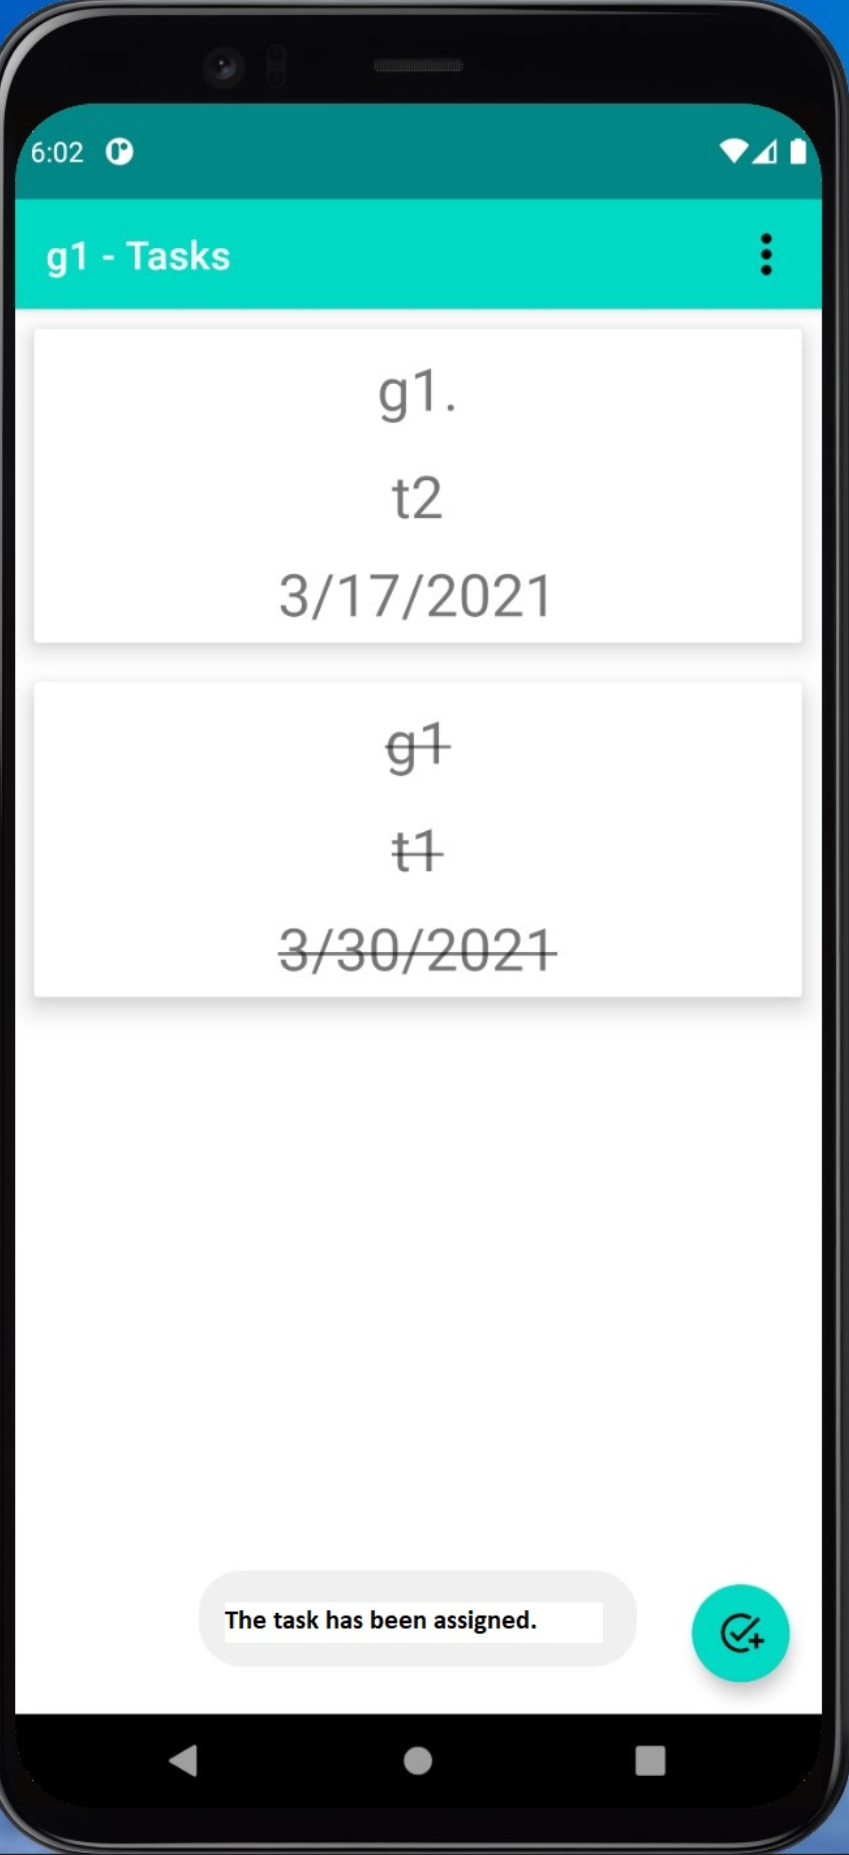 6:02
g1 - Tasks
g1.
t2
3/17/2021
g1
t1
3/30/2021
The task has been assigned.